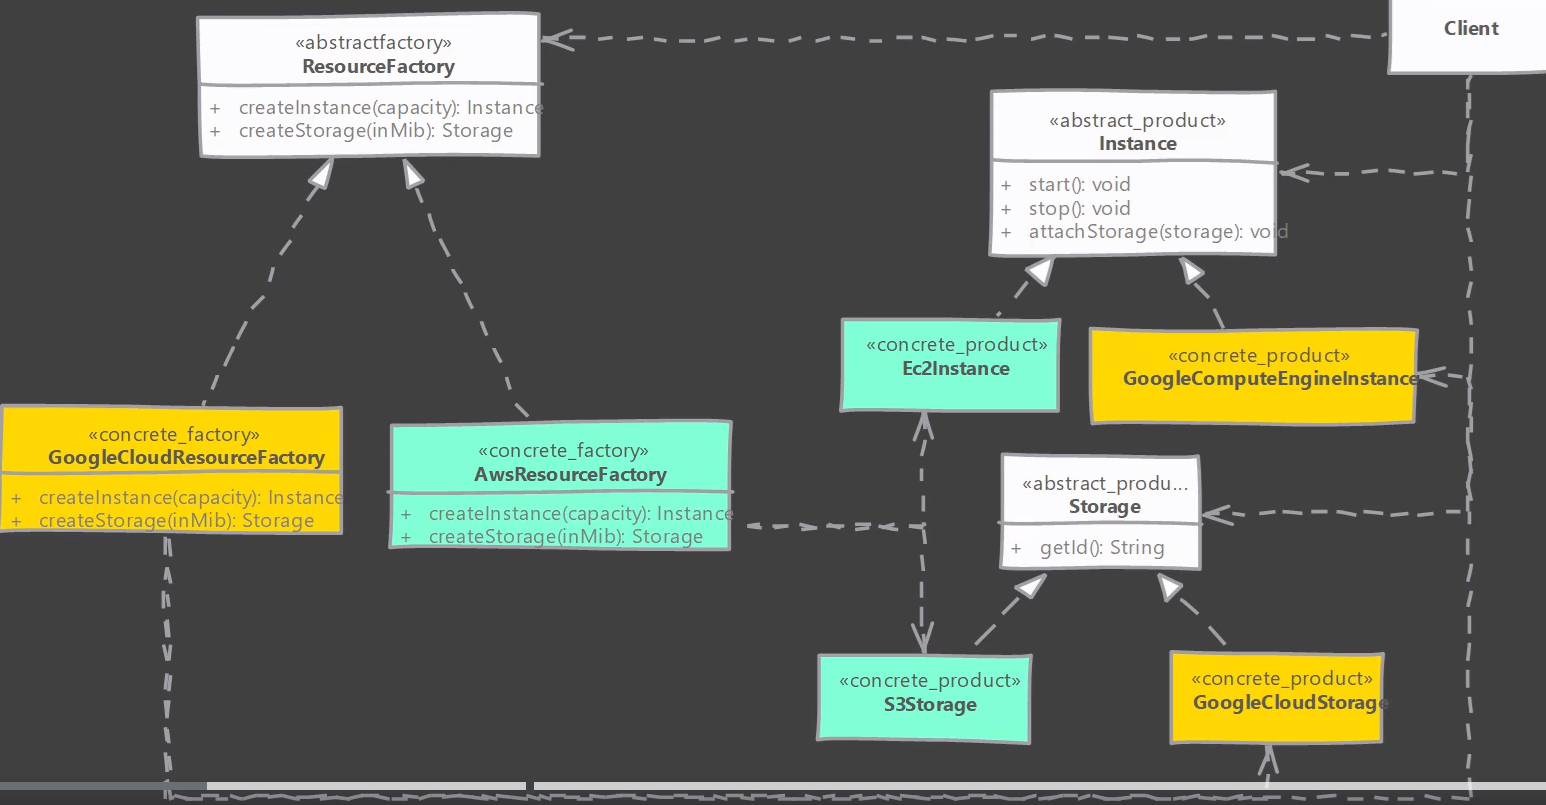 «abstractfactory»
ResourceFactory
+ createInstance(capacity): Instance
+ createStorage(inMib): Storage
Client
«abstract_product»
Instance
+ start(): void
+ stop(): void
+ attachStorage(storage): void
«concrete_product»
Ec2Instance
«concrete_product»
GoogleComputeEngineInstance
«concrete_factory»
GoogleCloudResourceFactory
+ createInstance(capacity): Instance
+ createStorage(inMib): Storage
«concrete_factory»
AwsResourceFactory
+ createInstance(capacity): Instance
+ createStorage(inMib): Storage
«abstract_produ...
Storage
+ getId(): String
«concrete_product»
S3Storage
«concrete_product»
GoogleCloudStorage